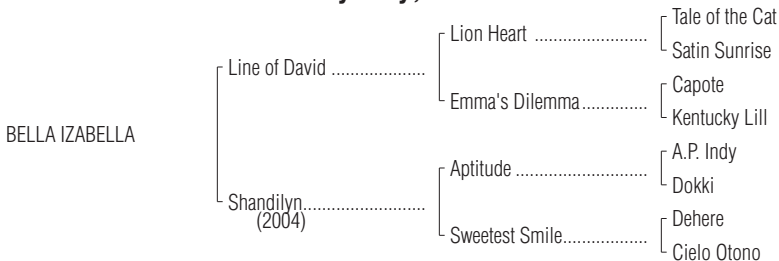 Tale of the Cat
Lion Heart ........................
Satin Sunrise
Line of David ....................
Capote
Emma's Dilemma..............
Kentucky Lill
BELLA IZABELLA
A.P. Indy
Aptitude ............................
Dokki
Shandilyn..........................
(2004)
Dehere
Sweetest Smile..................
Cielo Otono